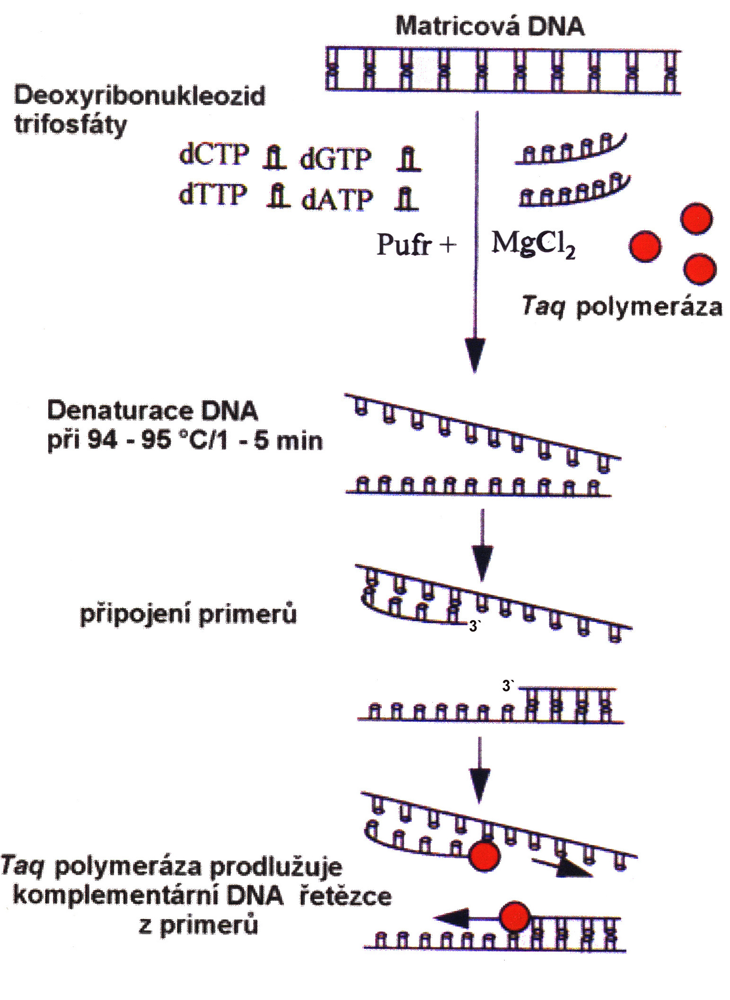 Matricová DNA
Deoxyribonukleozid
trifosfáty
dCTP dGTP
dTTP dATP
Pufr + MgCl₂
Taq polymeráza
Denaturace DNA
při 94 - 95 °C/1 - 5 min
připojení primerů
3`
3`
Taq polymeráza prodlužuje
komplementární DNA řetězce
z primerů